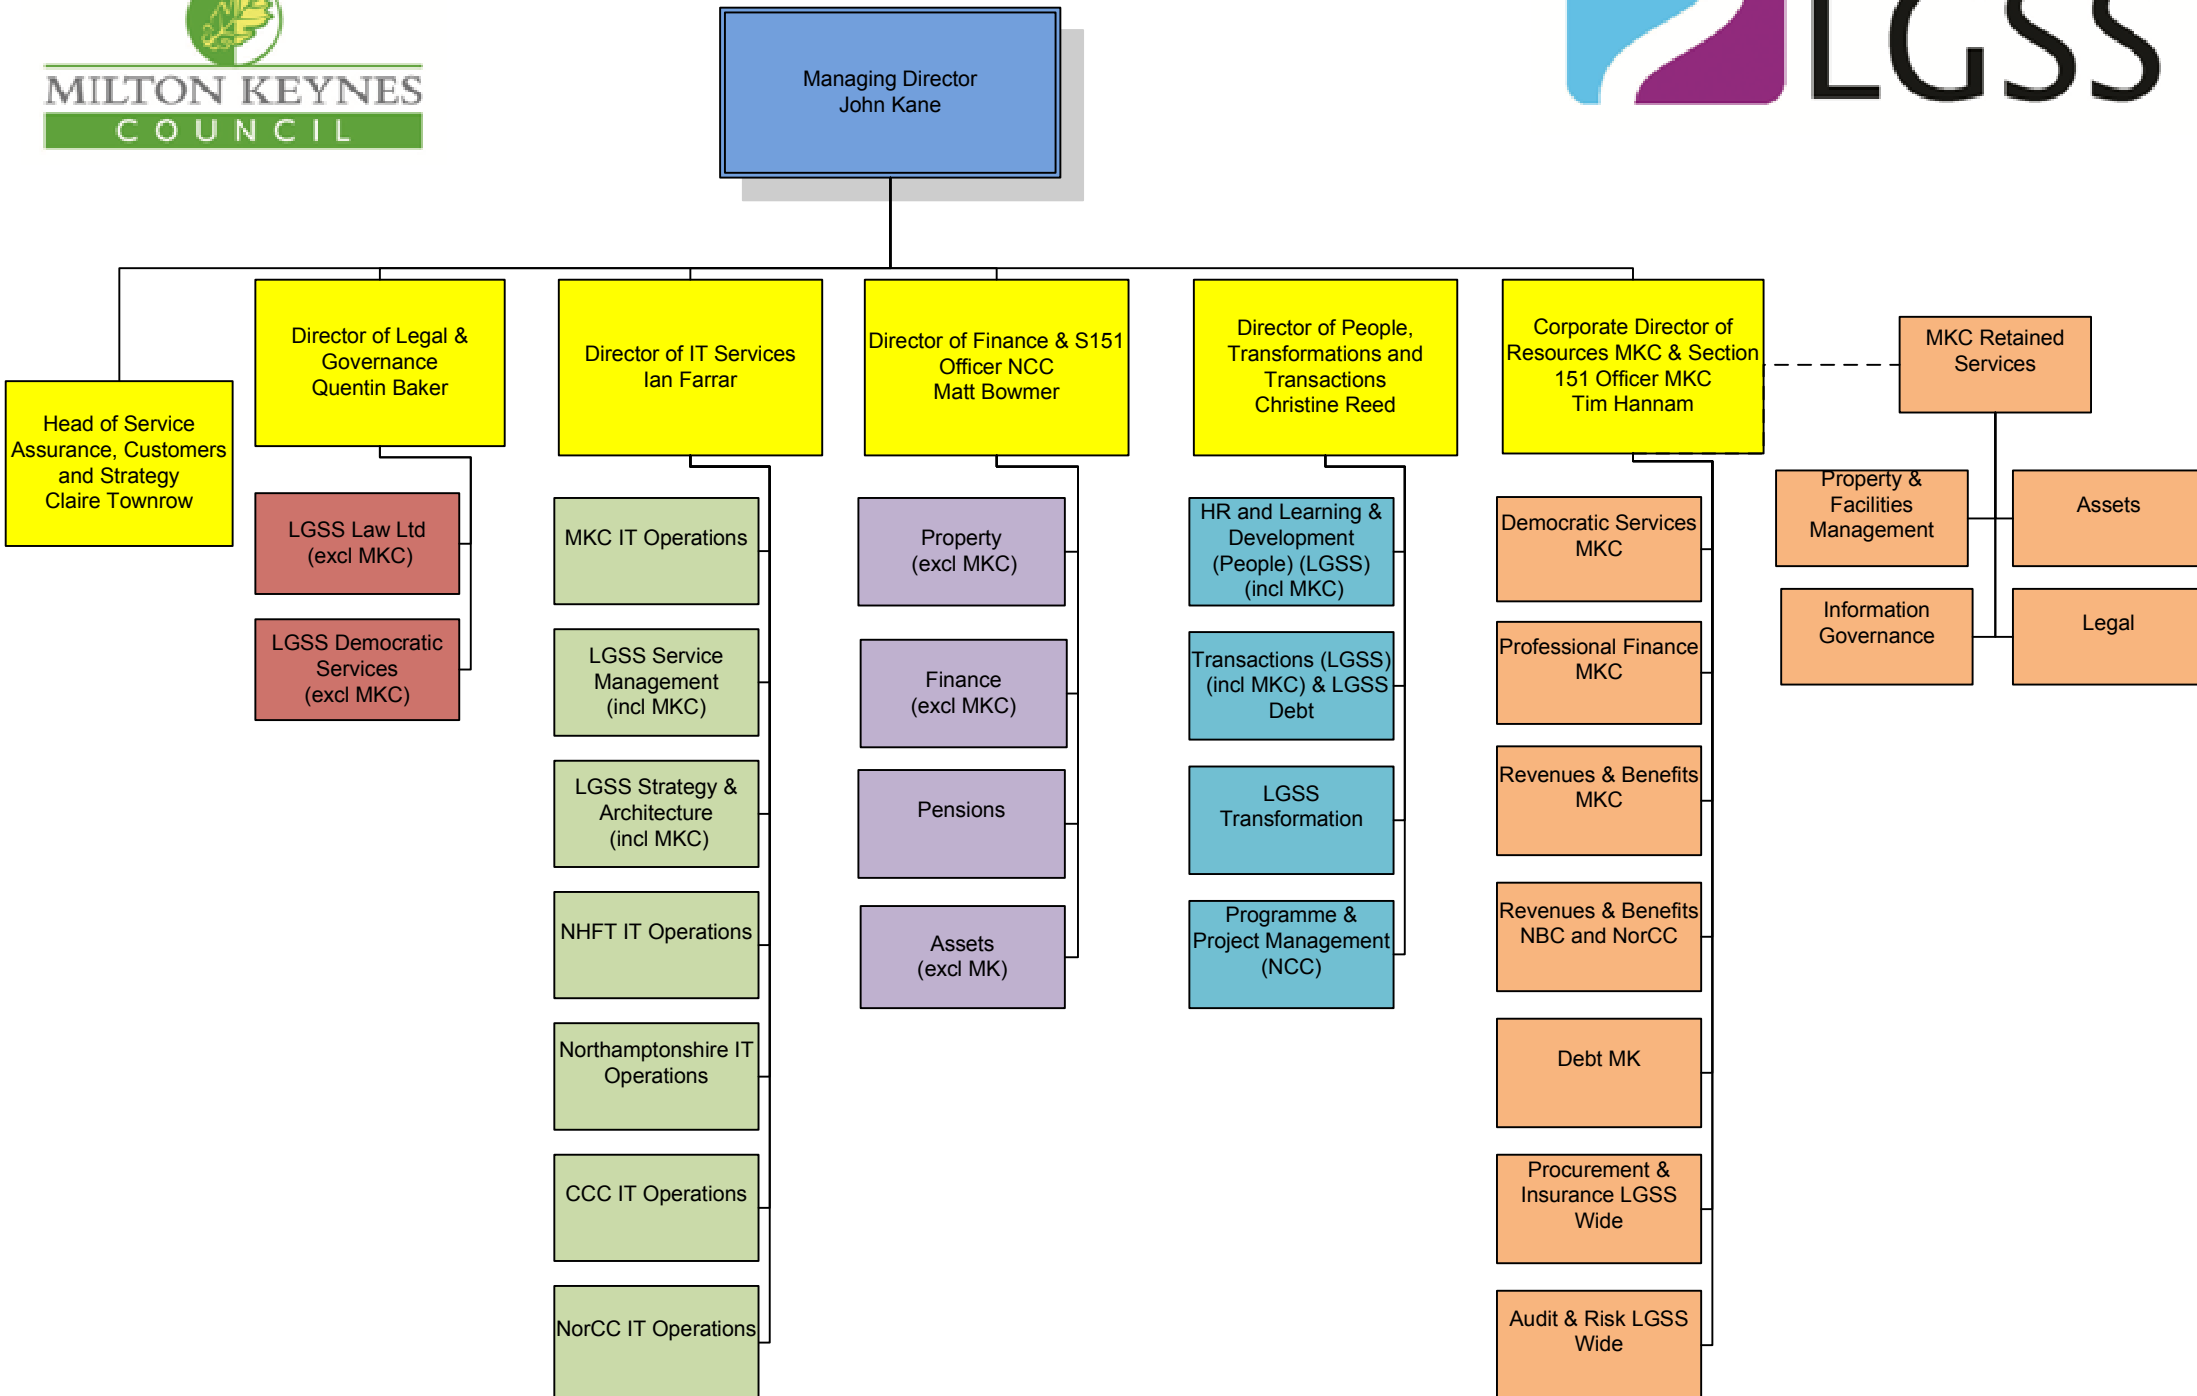 MILTON KEYNES
COUNCIL
LGSS
Managing Director
John Kane
Head of Service
Assurance, Customers
and Strategy
Claire Townrow
Director of Legal &
Governance
Quentin Baker
LGSS Law Ltd
(excl MKC)
LGSS Democratic
Services
(excl MKC)
Director of IT Services
Ian Farrar
MKC IT Operations
LGSS Service
Management
(incl MKC)
LGSS Strategy &
Architecture
(incl MKC)
NHFT IT Operations
Northamptonshire IT
Operations
CCC IT Operations
NorCC IT Operations
Director of Finance & S151
Officer NCC
Matt Bowmer
Property
(excl MKC)
Finance
(excl MKC)
Pensions
Assets
(excl MK)
Director of People,
Transformations and
Transactions
Christine Reed
HR and Learning &
Development
(People) (LGSS)
(incl MKC)
Transactions (LGSS)
(incl MKC) & LGSS
Debt
LGSS
Transformation
Programme &
Project Management
(NCC)
Corporate Director of
Resources MKC & Section
151 Officer MKC
Tim Hannam
Democratic Services
MKC
Professional Finance
MKC
Revenues & Benefits
MKC
Revenues & Benefits
NBC and NorCC
Debt MK
Procurement &
Insurance LGSS
Wide
Audit & Risk LGSS
Wide
MKC Retained
Services
Property &
Facilities
Management
Assets
Information
Governance
Legal